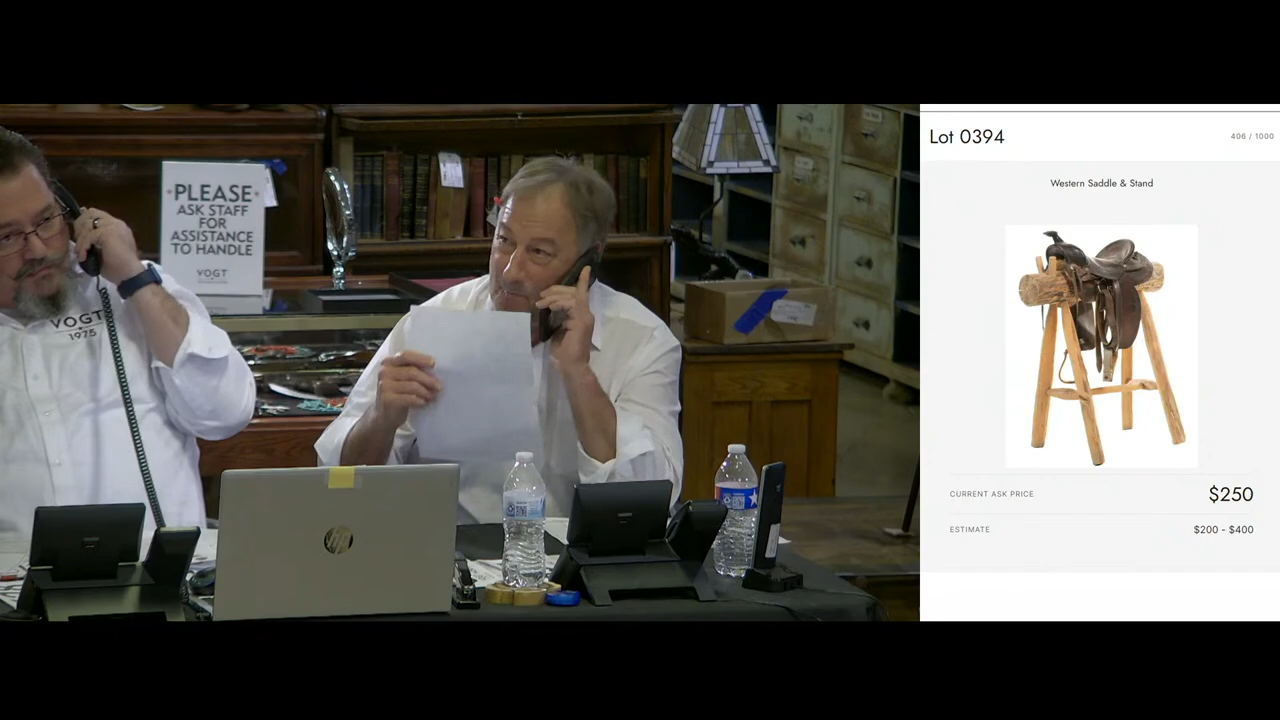 PLEASE
ASK STAFF
FOR
ASSISTANCE
TO HANDLE
VOGT
VOGT
1975
hp
Lot 0394
406 / 1000
Western Saddle & Stand
CURRENT ASK PRICE
$250
ESTIMATE
$200 - $400